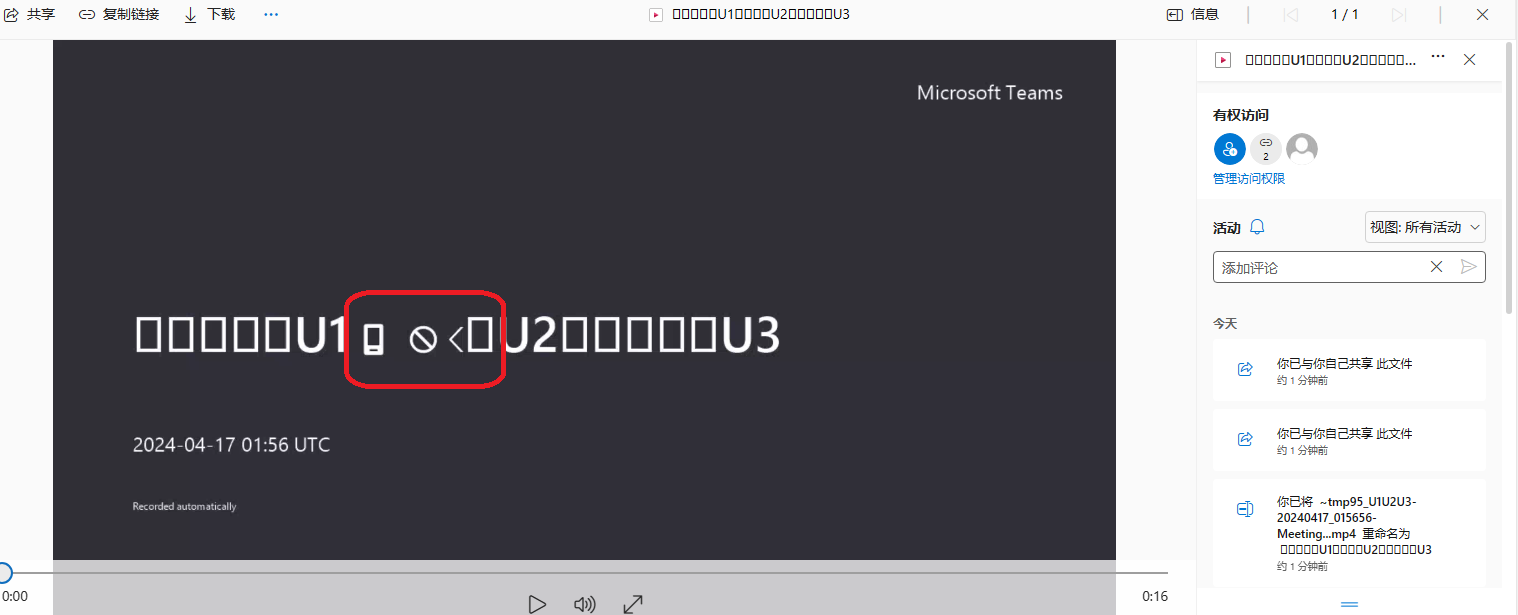 共享 复制链接 下载 ···
▯▯▯▯▯U1▯▯▯▯U2▯▯▯▯▯U3
信息 1 / 1
Microsoft Teams
▯▯▯▯▯U1 <▯U2▯▯▯▯▯U3
2024-04-17 01:56 UTC
Recorded automatically
0:00
0:16
▯▯▯▯▯U1▯▯▯▯U2▯▯▯▯▯... ···
有权访问
2
管理访问权限
活动
视图: 所有活动
添加评论
今天
你已与你自己共享 此文件
约 1 分钟前
你已与你自己共享 此文件
约 1 分钟前
你已将 ~tmp95_U1U2U3-
20240417_015656-
Meeting...mp4 重命名为
▯▯▯▯▯U1▯▯▯▯U2▯▯▯▯▯U3
约 1 分钟前